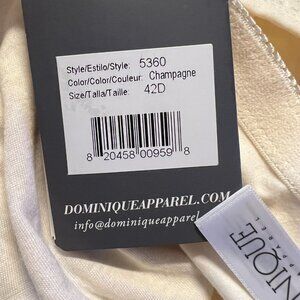 Style/Estilo/Style: 5360
Color/Color/Couleur: Champagne
Size/Talla/Taille: 42D
8 20458 00959 8
DOMINIQUEAPPAREL.COM
info@dominiqueapparel.com
NIQUE